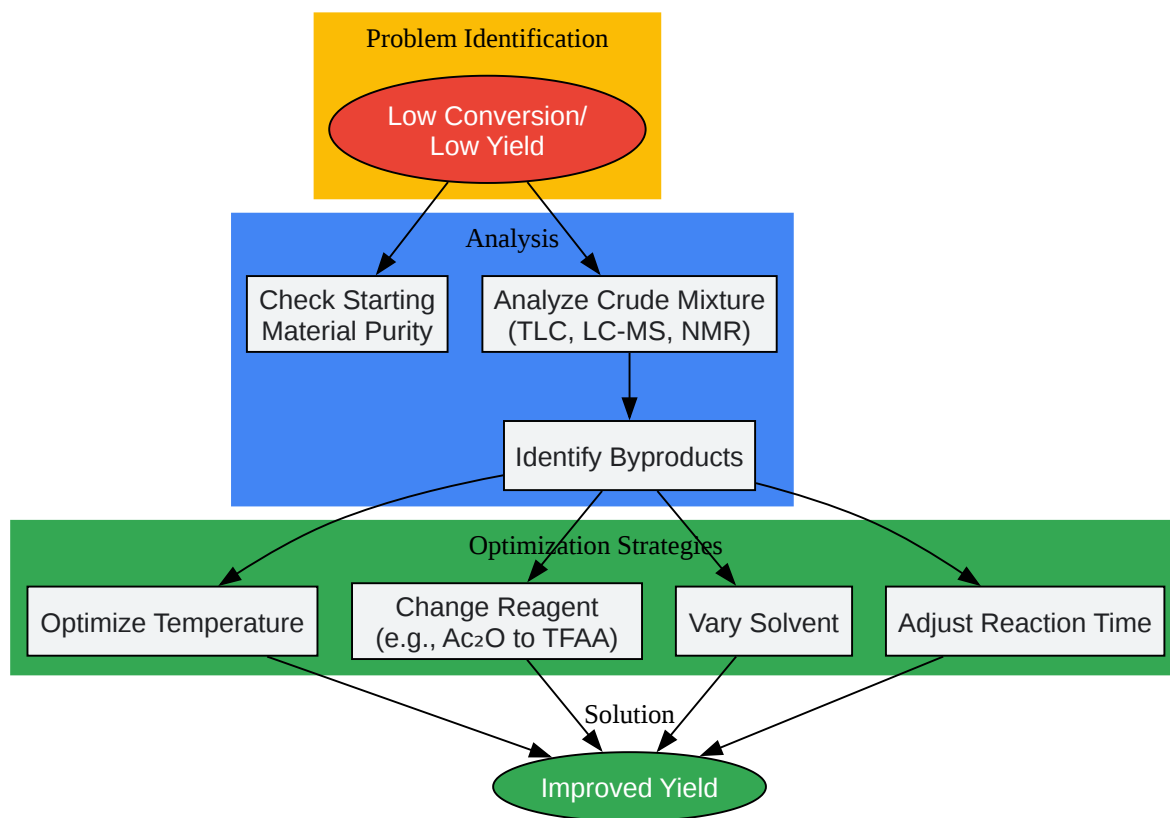 Problem Identification
Low Conversion/
Low Yield
Analysis
Check Starting
Material Purity
Analyze Crude Mixture
(TLC, LC-MS, NMR)
Identify Byproducts
Optimization Strategies
Optimize Temperature
Change Reagent
(e.g., Ac₂O to TFAA)
Vary Solvent
Adjust Reaction Time
Solution
Improved Yield